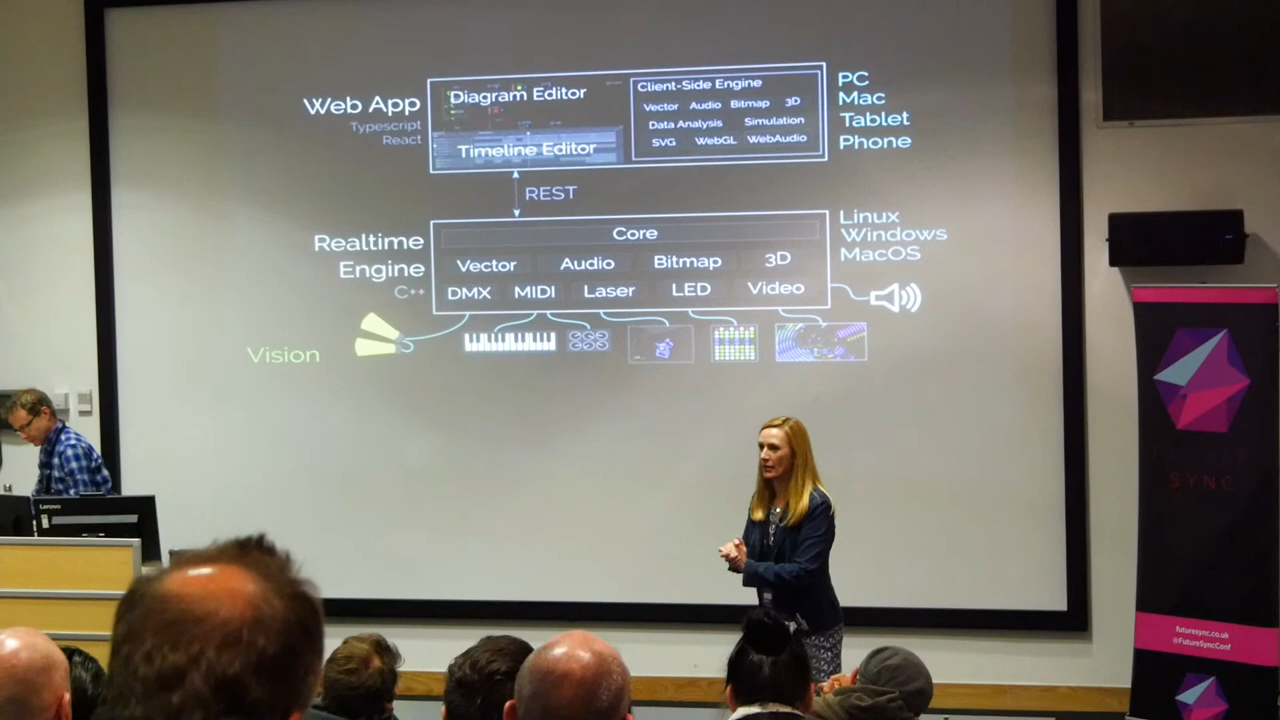 Web App
Typescript
React
Diagram Editor
Timeline Editor
Client-Side Engine
Vector Audio Bitmap 3D
Data Analysis Simulation
SVG WebGL WebAudio
PC
Mac
Tablet
Phone
REST
Realtime
Engine
C++
Core
Vector Audio Bitmap 3D
DMX MIDI Laser LED Video
Linux
Windows
MacOS
Vision
Lenovo
SYNC
futuresync.co.uk
@FutureSyncConf